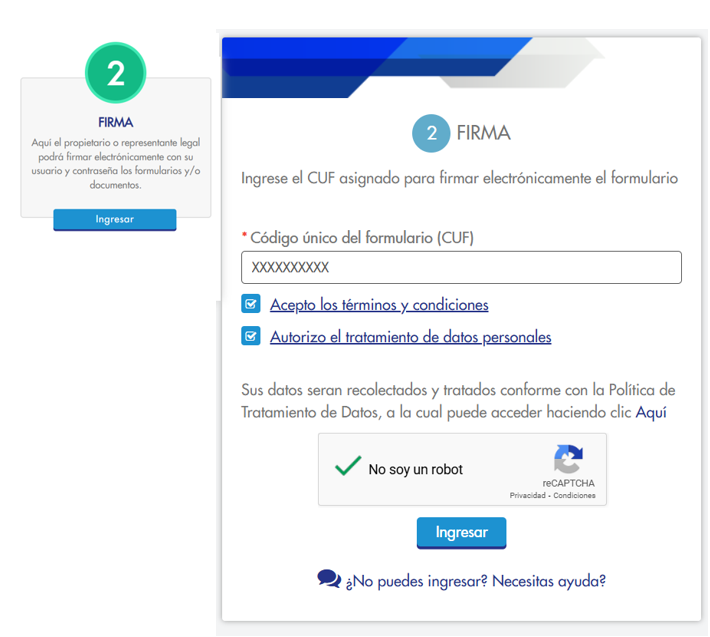 2
FIRMA
Aquí el propietario o representante legal
podrá firmar electrónicamente con su
usuario y contraseña los formularios y/o
documentos.
Ingresar
2 FIRMA
Ingrese el CUF asignado para firmar electrónicamente el formulario
* Código único del formulario (CUF)
XXXXXXXXXX
Acepto los términos y condiciones
Autorizo el tratamiento de datos personales
Sus datos seran recolectados y tratados conforme con la Política de
Tratamiento de Datos, a la cual puede acceder haciendo clic Aquí
No soy un robot
reCAPTCHA
Privacidad - Condiciones
Ingresar
¿No puedes ingresar? Necesitas ayuda?